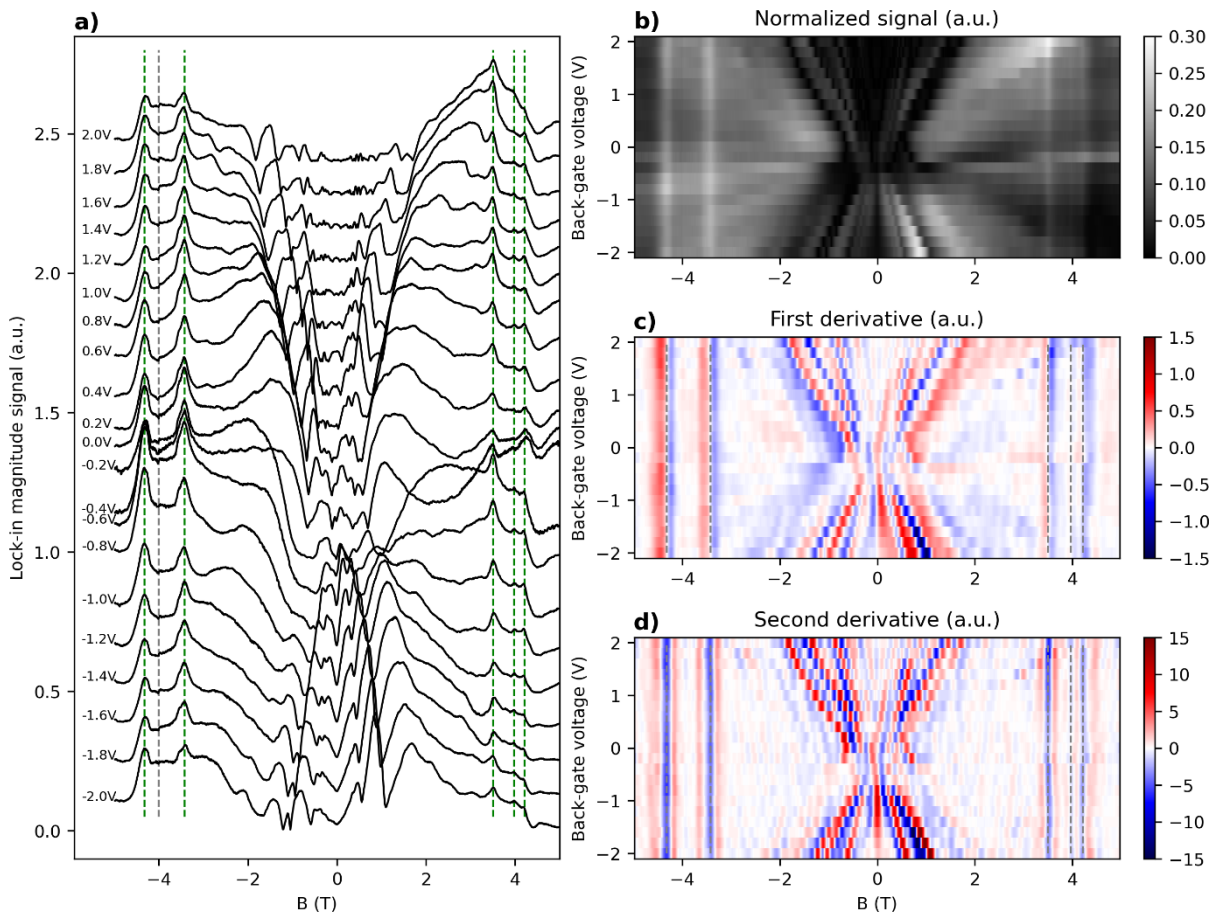 a)
Lock-in magnitude signal (a.u.)
2.5
2.0
1.5
1.0
0.5
0.0
2.0V
1.8V
1.6V
1.4V
1.2V
1.0V
0.8V
0.6V
0.4V
0.2V
0.0V
-0.2V
-0.4V
-0.6V
-0.8V
-1.0V
-1.2V
-1.4V
-1.6V
-1.8V
-2.0V
−4 −2 0 2 4
B (T)
b) Normalized signal (a.u.)
Back-gate voltage (V)
2
1
0
−1
−2
−4 −2 0 2 4
0.30
0.25
0.20
0.15
0.10
0.05
0.00
c) First derivative (a.u.)
Back-gate voltage (V)
2
1
0
−1
−2
−4 −2 0 2 4
1.5
1.0
0.5
0.0
−0.5
−1.0
−1.5
d) Second derivative (a.u.)
Back-gate voltage (V)
2
1
0
−1
−2
−4 −2 0 2 4
B (T)
15
10
5
0
−5
−10
−15